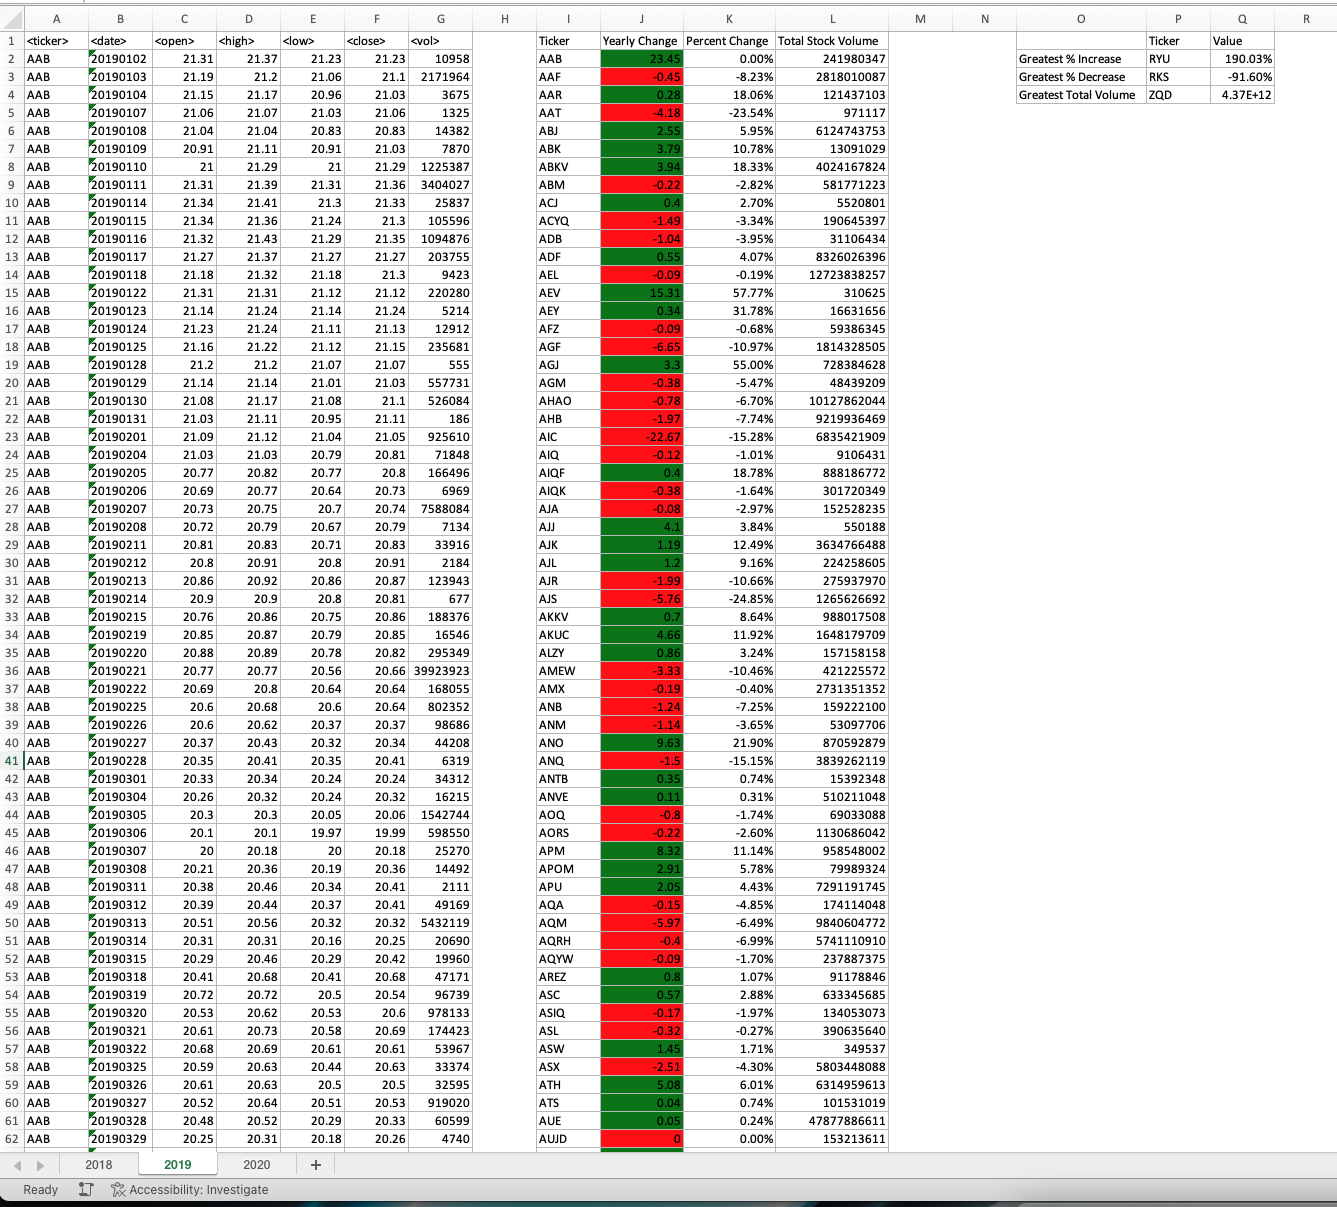 A B C D E F G H I J K L M N O P Q R
1 <ticker> <date> <open> <high> <low> <close> <vol> Ticker Yearly Change Percent Change Total Stock Volume Ticker Value
2 AAB 20190102 21.31 21.37 21.23 21.23 10958 AAB 23.45 0.00% 241980347 Greatest % Increase RYU 190.03%
3 AAB 20190103 21.19 21.2 21.06 21.1 2171964 AAF -0.45 -8.23% 2818010087 Greatest % Decrease RKS -91.60%
4 AAB 20190104 21.15 21.17 20.96 21.03 3675 AAR 0.28 18.06% 121437103 Greatest Total Volume ZQD 4.37E+12
5 AAB 20190107 21.06 21.07 21.03 21.06 1325 AAT -4.18 -23.54% 971117
6 AAB 20190108 21.04 21.04 20.83 20.83 14382 ABJ 2.55 5.95% 6124743753
7 AAB 20190109 20.91 21.11 20.91 21.03 7870 ABK 3.79 10.78% 13091029
8 AAB 20190110 21 21.29 21 21.29 1225387 ABKV 3.94 18.33% 4024167824
9 AAB 20190111 21.31 21.39 21.31 21.36 3404027 ABM -0.22 -2.82% 581771223
10 AAB 20190114 21.34 21.41 21.3 21.33 25837 ACJ 0.4 2.70% 5520801
11 AAB 20190115 21.34 21.36 21.24 21.3 105596 ACYQ -1.49 -3.34% 190645397
12 AAB 20190116 21.32 21.43 21.29 21.35 1094876 ADB -1.04 -3.95% 31106434
13 AAB 20190117 21.27 21.37 21.27 21.27 203755 ADF 0.55 4.07% 8326026396
14 AAB 20190118 21.18 21.32 21.18 21.3 9423 AEL -0.09 -0.19% 12723838257
15 AAB 20190122 21.31 21.31 21.12 21.12 220280 AEV 15.31 57.77% 310625
16 AAB 20190123 21.14 21.24 21.14 21.24 5214 AEY 0.34 31.78% 16631656
17 AAB 20190124 21.23 21.24 21.11 21.13 12912 AFZ -0.09 -0.68% 59386345
18 AAB 20190125 21.16 21.22 21.12 21.15 235681 AGF -6.65 -10.97% 1814328505
19 AAB 20190128 21.2 21.2 21.07 21.07 555 AGJ 3.3 55.00% 728384628
20 AAB 20190129 21.14 21.14 21.01 21.03 557731 AGM -0.38 -5.47% 48439209
21 AAB 20190130 21.08 21.17 21.08 21.1 526084 AHAO -0.78 -6.70% 10127862044
22 AAB 20190131 21.03 21.11 20.95 21.11 186 AHB -1.97 -7.74% 9219936469
23 AAB 20190201 21.09 21.12 21.04 21.05 925610 AIC -22.67 -15.28% 6835421909
24 AAB 20190204 21.03 21.03 20.79 20.81 71848 AIQ -0.12 -1.01% 9106431
25 AAB 20190205 20.77 20.82 20.77 20.8 166496 AIQF 0.4 18.78% 888186772
26 AAB 20190206 20.69 20.77 20.64 20.73 6969 AIQK -0.38 -1.64% 301720349
27 AAB 20190207 20.73 20.75 20.7 20.74 7588084 AJA -0.08 -2.97% 152528235
28 AAB 20190208 20.72 20.79 20.67 20.79 7134 AJJ 4.1 3.84% 550188
29 AAB 20190211 20.81 20.83 20.71 20.83 33916 AJK 1.19 12.49% 3634766488
30 AAB 20190212 20.8 20.91 20.8 20.91 2184 AJL 1.2 9.16% 224258605
31 AAB 20190213 20.86 20.92 20.86 20.87 123943 AJR -1.99 -10.66% 275937970
32 AAB 20190214 20.9 20.9 20.8 20.81 677 AJS -5.76 -24.85% 1265626692
33 AAB 20190215 20.76 20.86 20.75 20.86 188376 AKKV 0.7 8.64% 988017508
34 AAB 20190219 20.85 20.87 20.79 20.85 16546 AKUC 4.66 11.92% 1648179709
35 AAB 20190220 20.88 20.89 20.78 20.82 295349 ALZY 0.86 3.24% 157158158
36 AAB 20190221 20.77 20.77 20.56 20.66 39923923 AMEW -3.33 -10.46% 421225572
37 AAB 20190222 20.69 20.8 20.64 20.64 168055 AMX -0.19 -0.40% 2731351352
38 AAB 20190225 20.6 20.68 20.6 20.64 802352 ANB -1.24 -7.25% 159222100
39 AAB 20190226 20.6 20.62 20.37 20.37 98686 ANM -1.14 -3.65% 53097706
40 AAB 20190227 20.37 20.43 20.32 20.34 44208 ANO 9.63 21.90% 870592879
41 AAB 20190228 20.35 20.41 20.35 20.41 6319 ANQ -1.5 -15.15% 3839262119
42 AAB 20190301 20.33 20.34 20.24 20.24 34312 ANTB 0.35 0.74% 15392348
43 AAB 20190304 20.26 20.32 20.24 20.32 16215 ANVE 0.11 0.31% 510211048
44 AAB 20190305 20.3 20.3 20.05 20.06 1542744 AOQ -0.8 -1.74% 69033088
45 AAB 20190306 20.1 20.1 19.97 19.99 598550 AORS -0.22 -2.60% 1130686042
46 AAB 20190307 20 20.18 20 20.18 25270 APM 8.32 11.14% 958548002
47 AAB 20190308 20.21 20.36 20.19 20.36 14492 APOM 2.91 5.78% 79989324
48 AAB 20190311 20.38 20.46 20.34 20.41 2111 APU 2.05 4.43% 7291191745
49 AAB 20190312 20.39 20.44 20.37 20.41 49169 AQA -0.15 -4.85% 174114048
50 AAB 20190313 20.51 20.56 20.32 20.32 5432119 AQM -5.97 -6.49% 9840604772
51 AAB 20190314 20.31 20.31 20.16 20.25 20690 AQRH -0.4 -6.99% 5741110910
52 AAB 20190315 20.29 20.46 20.29 20.42 19960 AQYW -0.09 -1.70% 237887375
53 AAB 20190318 20.41 20.68 20.41 20.68 47171 AREZ 0.8 1.07% 91178846
54 AAB 20190319 20.72 20.72 20.5 20.54 96739 ASC 0.57 2.88% 633345685
55 AAB 20190320 20.53 20.62 20.53 20.6 978133 ASIQ -0.17 -1.97% 134053073
56 AAB 20190321 20.61 20.73 20.58 20.69 174423 ASL -0.32 -0.27% 390635640
57 AAB 20190322 20.68 20.69 20.61 20.61 53967 ASW 1.45 1.71% 349537
58 AAB 20190325 20.59 20.63 20.44 20.63 33374 ASX -2.51 -4.30% 5803448088
59 AAB 20190326 20.61 20.63 20.5 20.5 32595 ATH 5.08 6.01% 6314959613
60 AAB 20190327 20.52 20.64 20.51 20.53 919020 ATS 0.04 0.74% 101531019
61 AAB 20190328 20.48 20.52 20.29 20.33 60599 AUE 0.05 0.24% 47877886611
62 AAB 20190329 20.25 20.31 20.18 20.26 4740 AUJD 0 0.00% 153213611
2018 2019 2020 +
Ready Accessibility: Investigate